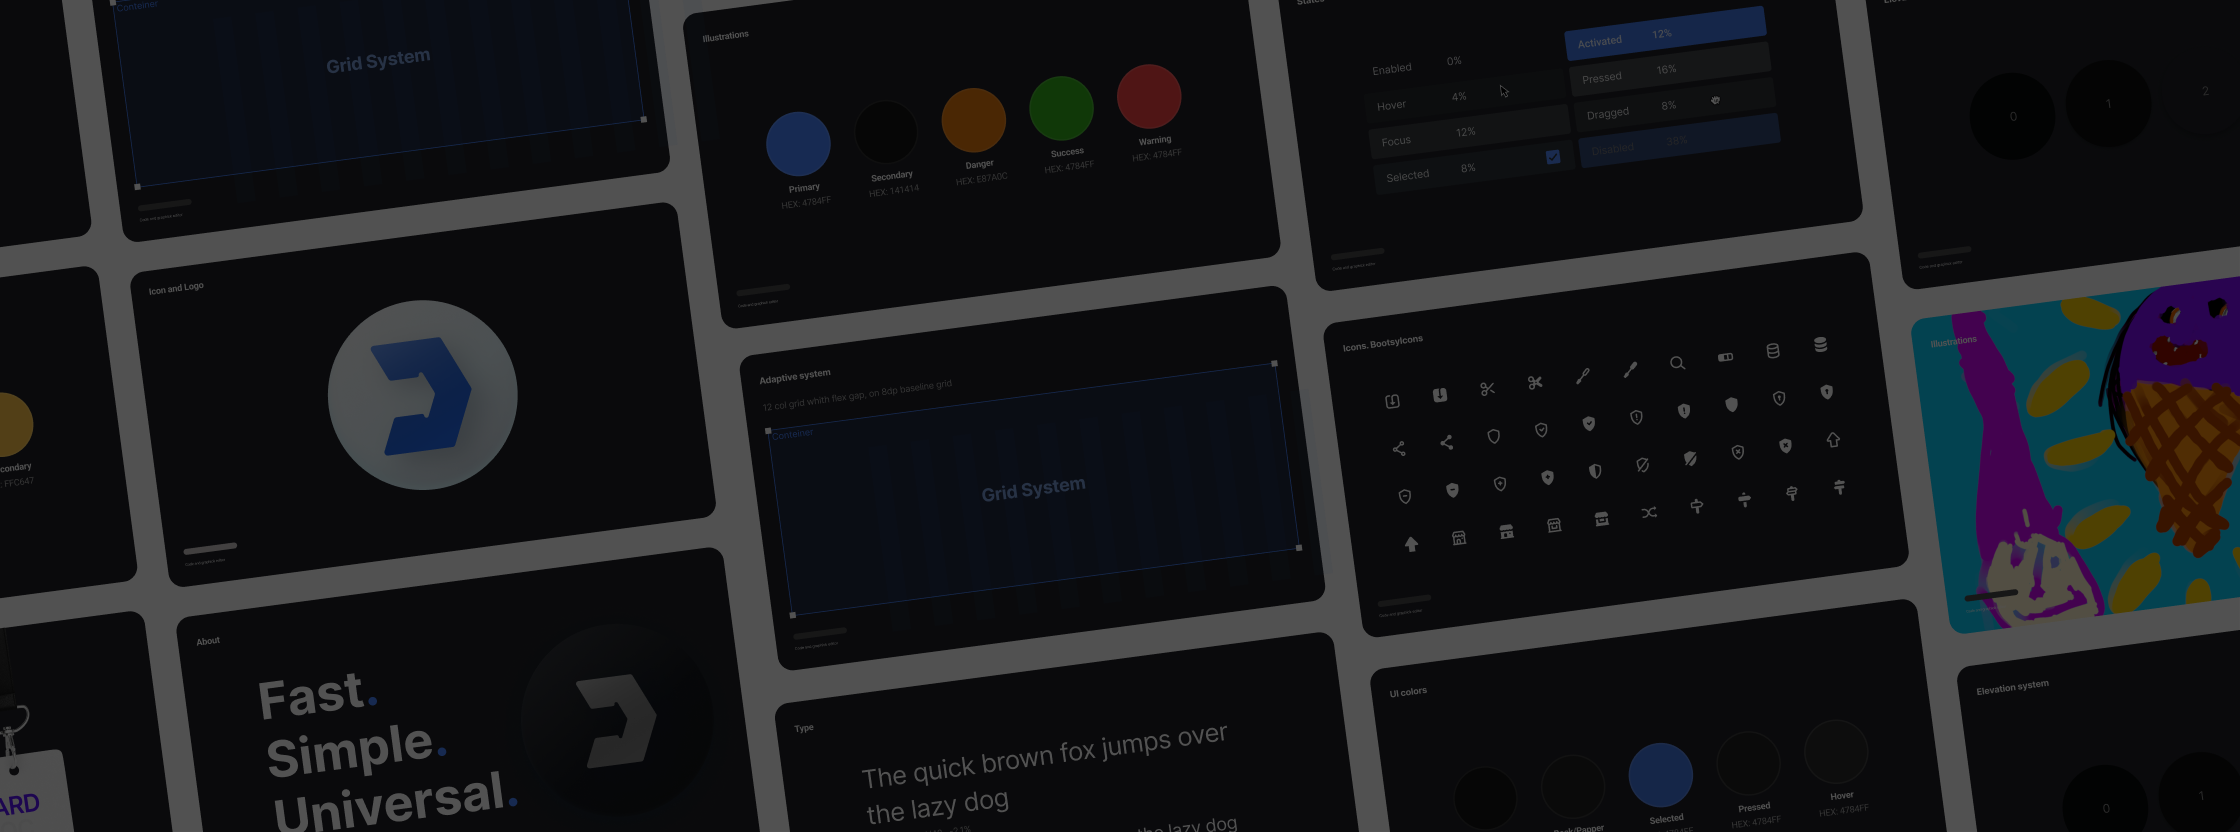 Container
Grid System
Illustrations
Primary
HEX: 4784FF
Secondary
HEX: 141414
Danger
HEX: E87A0C
Success
HEX: 4784FF
Warning
HEX: 4784FF
Enabled 0%
Hover 4%
Focus 12%
Selected 8%
Activated 12%
Pressed 16%
Dragged 8%
Disabled 38%
0
1
2
condary
: FFC647
Icon and Logo
Adaptive system
12 col grid whith flex gap, on 8dp baseline grid
Container
Grid System
Icons. BootsyIcons
Illustrations
ARD
About
Fast.
Simple.
Universal.
Type
The quick brown fox jumps over
the lazy dog
the lazy dog
UI colors
Selected
Pressed
HEX: 4784FF
Hover
HEX: 4784FF
Elevation system
0
1